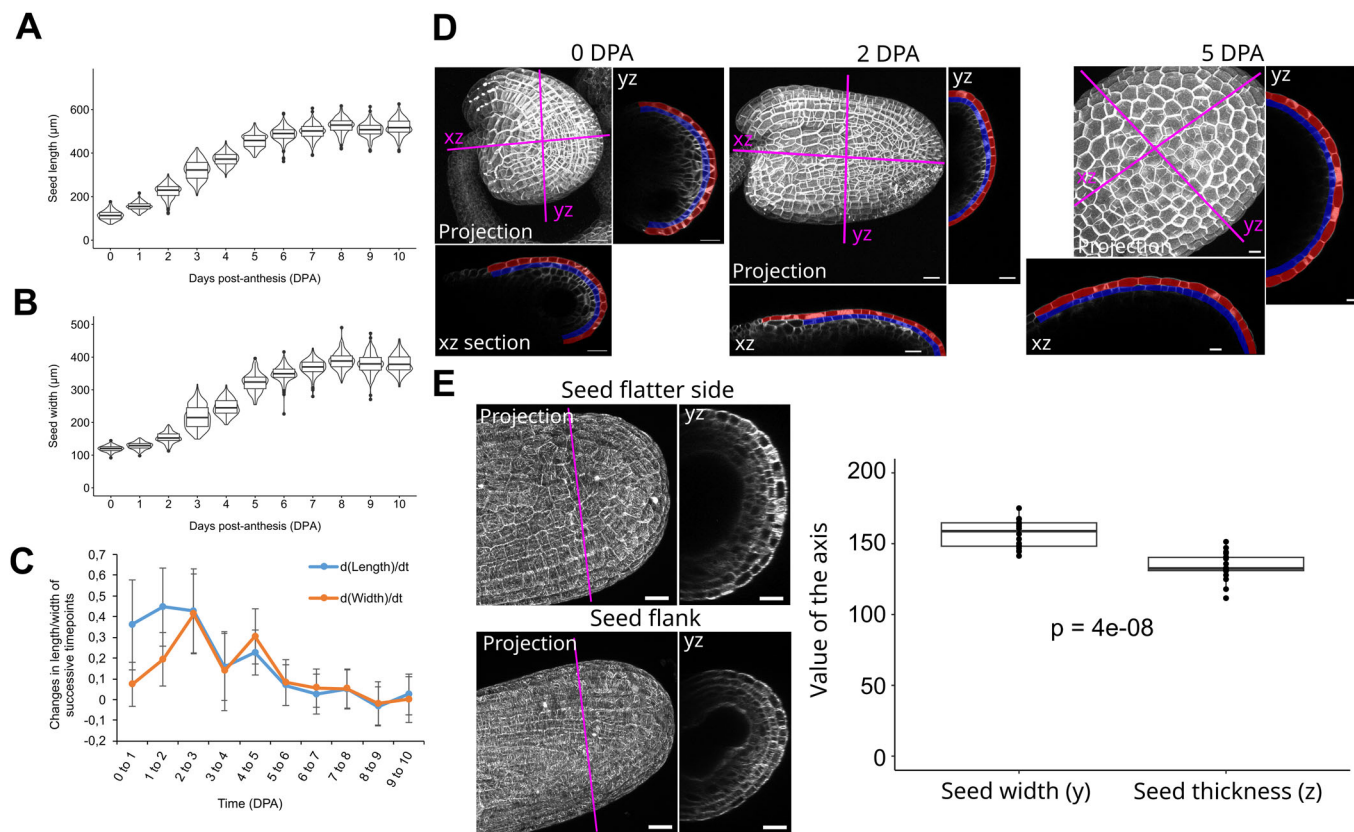 A
Seed length (μm)
600
400
200
0
0 1 2 3 4 5 6 7 8 9 10
Days post-anthesis (DPA)
B
Seed width (μm)
500
400
300
200
100
0
0 1 2 3 4 5 6 7 8 9 10
Days post-anthesis (DPA)
C
Changes in length/width of
successive timepoints
0,7
0,6
0,5
0,4
0,3
0,2
0,1
0
-0,1
-0,2
d(Length)/dt
d(Width)/dt
0 to 1
1 to 2
2 to 3
3 to 4
4 to 5
5 to 6
6 to 7
7 to 8
8 to 9
9 to 10
Time (DPA)
D
0 DPA
xz
yz
Projection
yz
xz section
2 DPA
xz
yz
Projection
yz
xz
5 DPA
xz
yz
Projection
yz
xz
E
Seed flatter side
Projection
yz
Seed flank
Projection
yz
Value of the axis
200
150
100
50
0
p = 4e-08
Seed width (y)
Seed thickness (z)